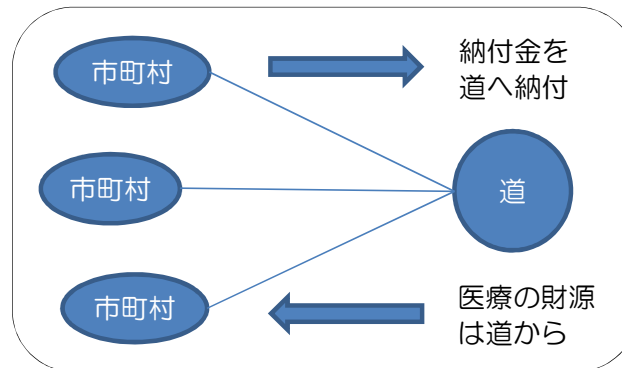 市町村
納付金を
道へ納付
市町村
道
市町村
医療の財源
は道から